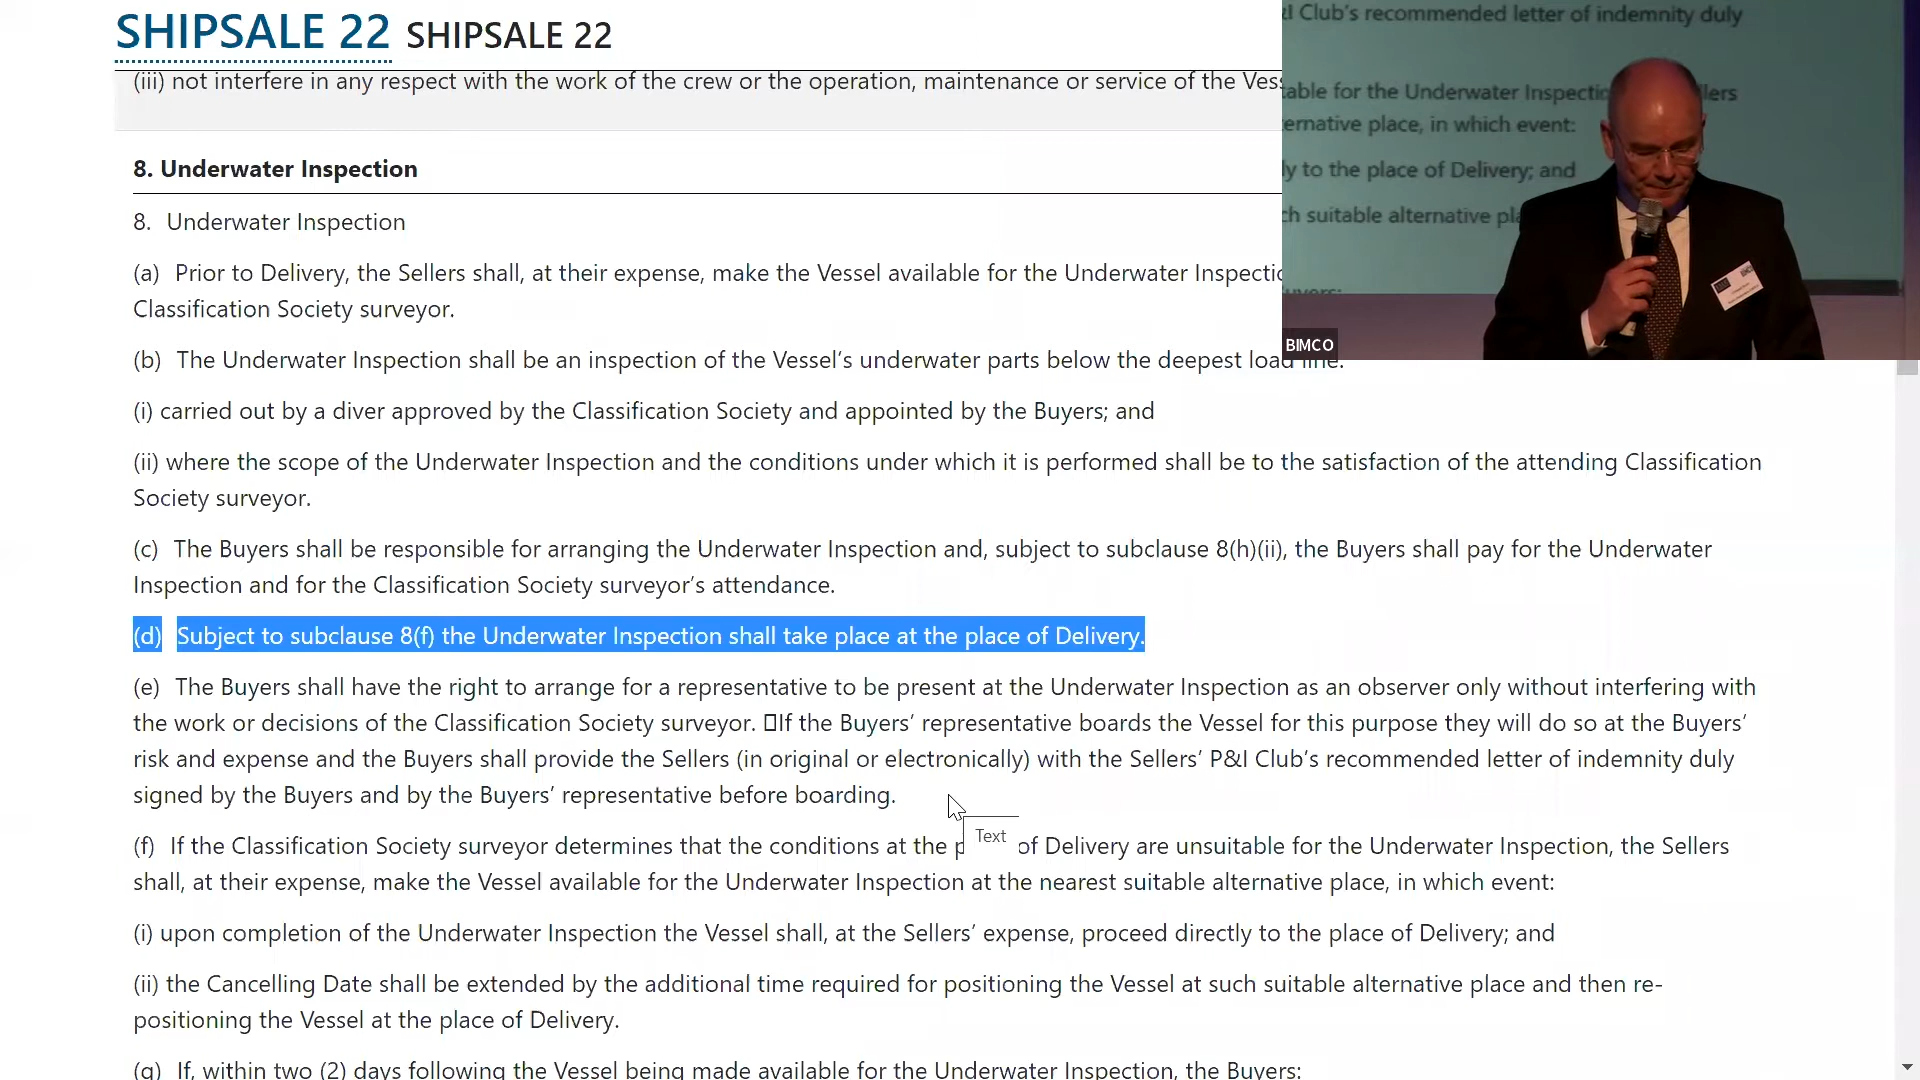 SHIPSALE 22 SHIPSALE 22
(iii) not interfere in any respect with the work of the crew or the operation, maintenance or service of the
8. Underwater Inspection
8. Underwater Inspection
(a) Prior to Delivery, the Sellers shall, at their expense, make the Vessel available for the Underwater
Classification Society surveyor.
(b) The Underwater Inspection shall be an inspection of the Vessel’s underwater parts below the deepest load line.
(i) carried out by a diver approved by the Classification Society and appointed by the Buyers; and
(ii) where the scope of the Underwater Inspection and the conditions under which it is performed shall be to the satisfaction of the attending Classification
Society surveyor.
(c) The Buyers shall be responsible for arranging the Underwater Inspection and, subject to subclause 8(h)(ii), the Buyers shall pay for the Underwater
Inspection and for the Classification Society surveyor’s attendance.
(d) Subject to subclause 8(f) the Underwater Inspection shall take place at the place of Delivery.
(e) The Buyers shall have the right to arrange for a representative to be present at the Underwater Inspection as an observer only without interfering with
the work or decisions of the Classification Society surveyor. If the Buyers’ representative boards the Vessel for this purpose they will do so at the Buyers’
risk and expense and the Buyers shall provide the Sellers (in original or electronically) with the Sellers’ P&I Club’s recommended letter of indemnity duly
signed by the Buyers and by the Buyers’ representative before boarding.
Text
(f) If the Classification Society surveyor determines that the conditions at the of Delivery are unsuitable for the Underwater Inspection, the Sellers
shall, at their expense, make the Vessel available for the Underwater Inspection at the nearest suitable alternative place, in which event:
(i) upon completion of the Underwater Inspection the Vessel shall, at the Sellers’ expense, proceed directly to the place of Delivery; and
(ii) the Cancelling Date shall be extended by the additional time required for positioning the Vessel at such suitable alternative place and then re-
positioning the Vessel at the place of Delivery.
(g) If, within two (2) days following the Vessel being made available for the Underwater Inspection, the Buyers:
Club’s recommended letter of indemnity duly
for the Underwater
place, in which event:
to the place of Delivery; and
suitable alternative
BIMCO